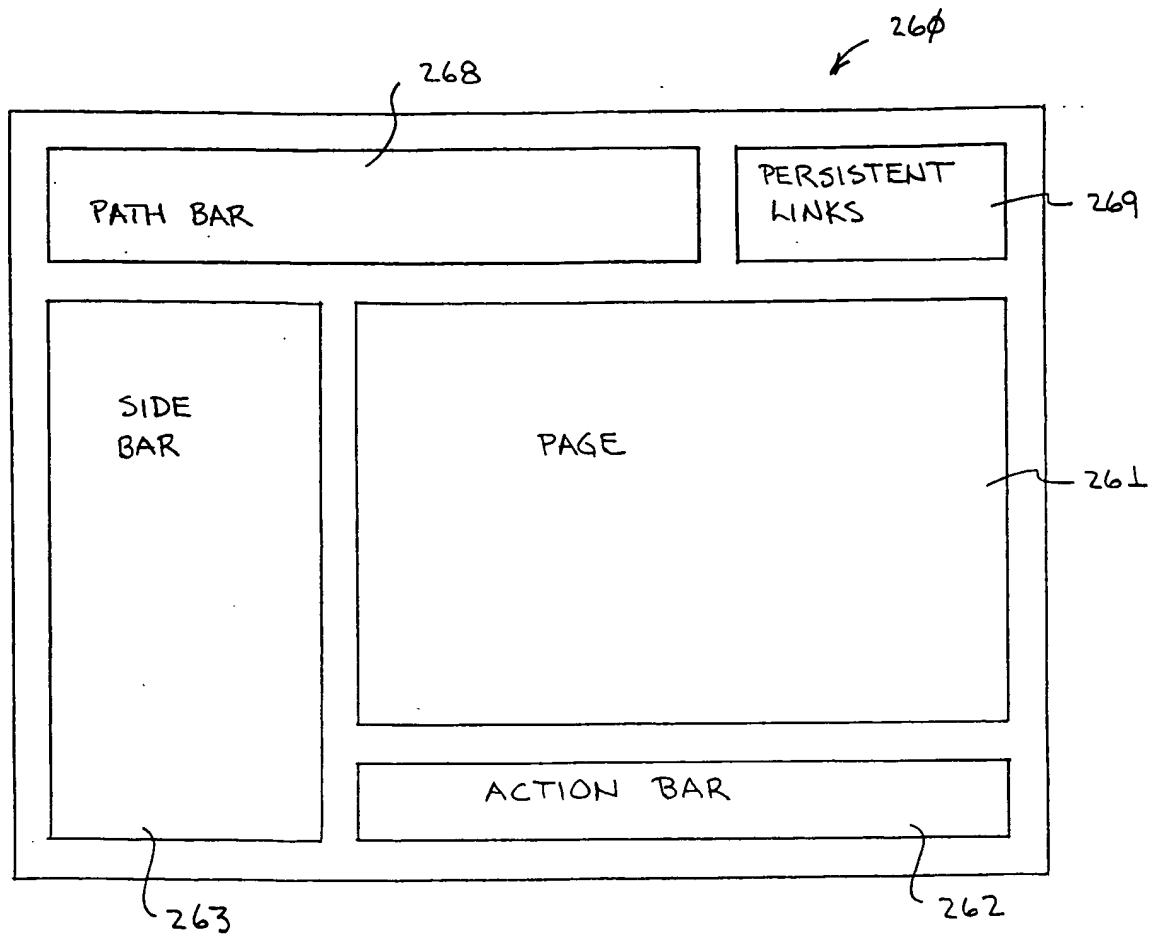 260
268
PATH BAR
PERSISTENT
LINKS
269
SIDE
BAR
PAGE
261
ACTION BAR
263
262